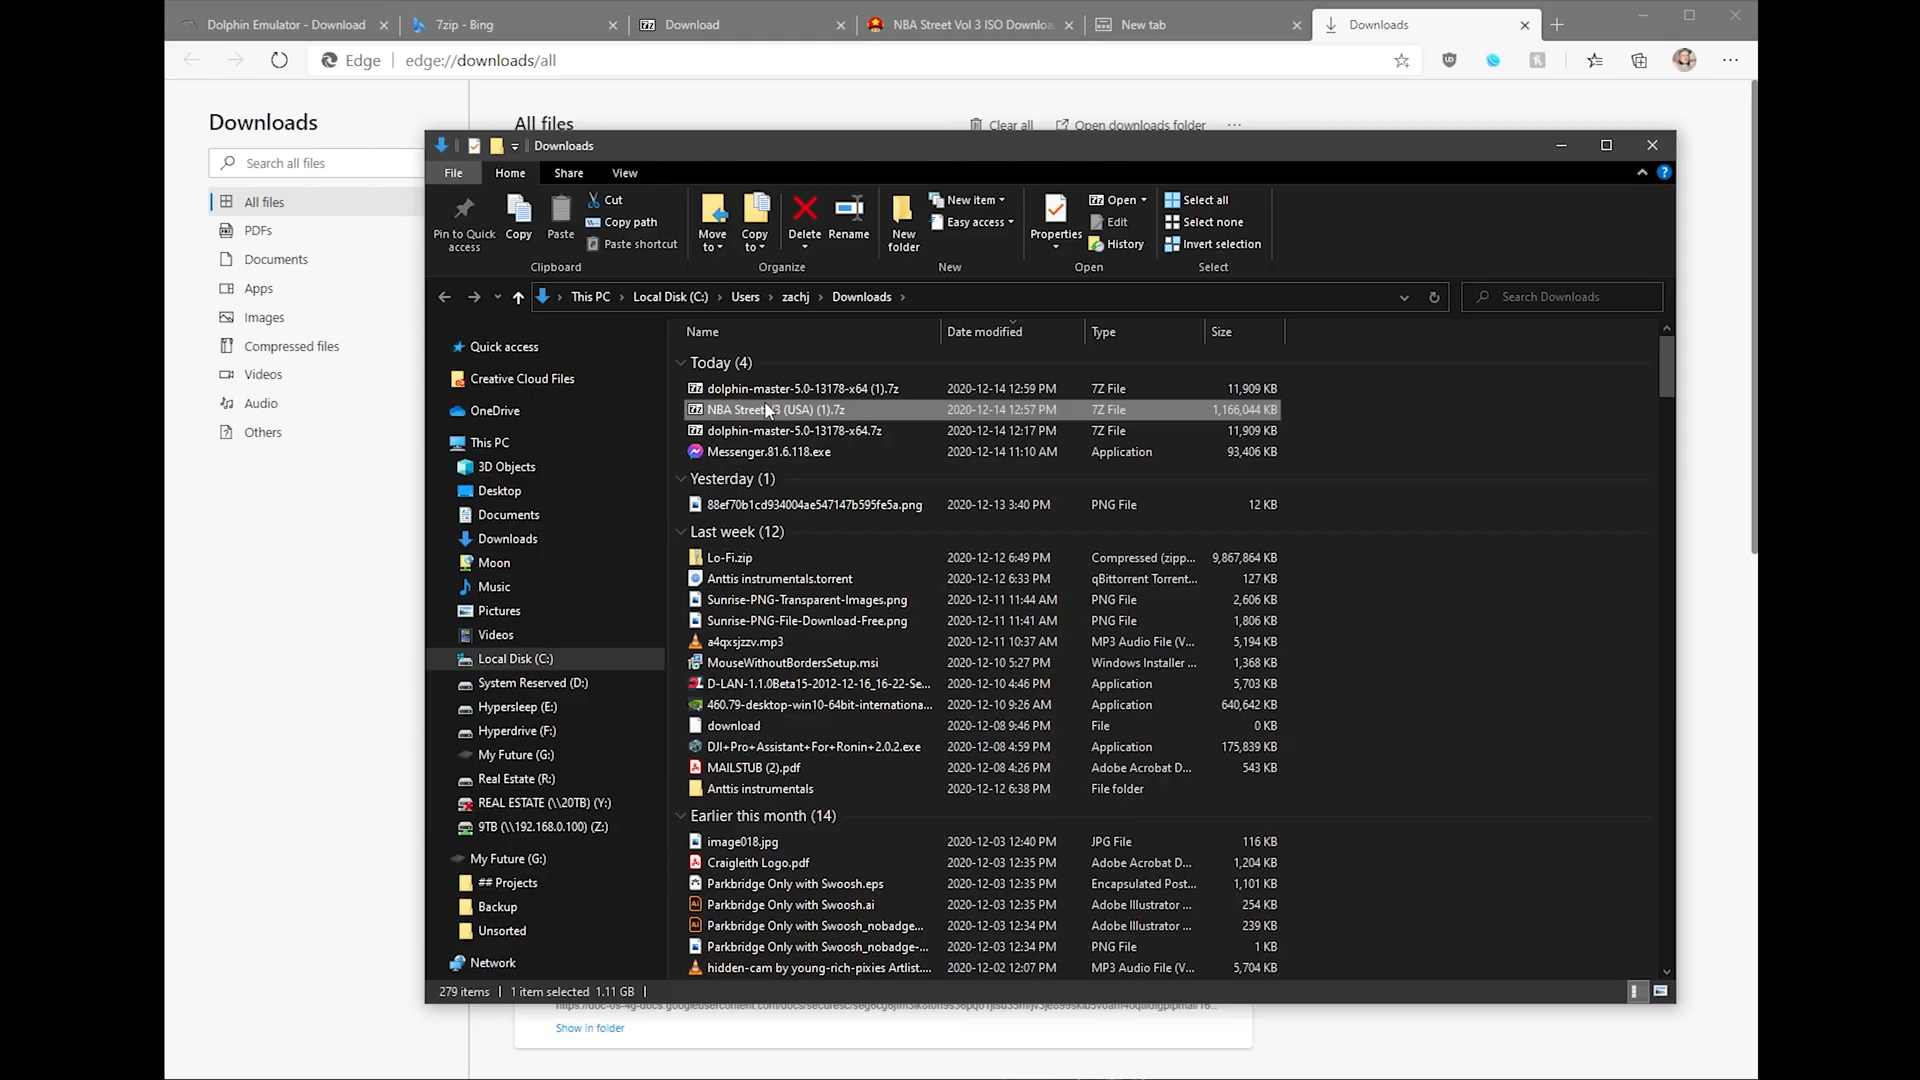 Dolphin Emulator - Download
7zip - Bing
Download
NBA Street Vol 3 ISO Downloa
New tab
Downloads
Edge
edge://downloads/all
Downloads
All files
Clear all
Open downloads folder
Search all files
All files
PDFs
Documents
Apps
Images
Compressed files
Videos
Audio
Others
Downloads
File
Home
Share
View
Pin to Quick access
Copy
Paste
Cut
Copy path
Paste shortcut
Move to
Copy to
Delete
Rename
New folder
New item
Easy access
Properties
Open
Edit
History
Select all
Select none
Invert selection
Clipboard
Organize
New
Open
Select
This PC > Local Disk (C:) > Users > zachj > Downloads >
Search Downloads
Name
Date modified
Type
Size
Quick access
Creative Cloud Files
OneDrive
This PC
3D Objects
Desktop
Documents
Downloads
Moon
Music
Pictures
Videos
Local Disk (C:)
System Reserved (D:)
Hypersleep (E:)
Hyperdrive (F:)
My Future (G:)
Real Estate (R:)
REAL ESTATE (\\20TB) (Y:)
9TB (\\192.168.0.100) (Z:)
My Future (G:)
## Projects
Backup
Unsorted
Network
Today (4)
dolphin-master-5.0-13178-x64 (1).7z 2020-12-14 12:59 PM 7Z File 11,909 KB
NBA Street 3 (USA) (1).7z 2020-12-14 12:57 PM 7Z File 1,166,044 KB
dolphin-master-5.0-13178-x64.7z 2020-12-14 12:17 PM 7Z File 11,909 KB
Messenger.81.6.118.exe 2020-12-14 11:10 AM Application 93,406 KB
Yesterday (1)
88ef70b1cd934004ae547147b595fe5a.png 2020-12-13 3:40 PM PNG File 12 KB
Last week (12)
Lo-Fi.zip 2020-12-12 6:49 PM Compressed (zipp... 9,867,864 KB
Anttis instrumentals.torrent 2020-12-12 6:33 PM qBittorrent Torrent... 127 KB
Sunrise-PNG-Transparent-Images.png 2020-12-11 11:44 AM PNG File 2,606 KB
Sunrise-PNG-File-Download-Free.png 2020-12-11 11:41 AM PNG File 1,806 KB
a4qxsjzzv.mp3 2020-12-11 10:37 AM MP3 Audio File (V... 5,194 KB
MouseWithoutBordersSetup.msi 2020-12-10 5:27 PM Windows Installer ... 1,368 KB
D-LAN-1.1.0Beta15-2012-12-16_16-22-Se... 2020-12-10 4:46 PM Application 5,703 KB
460.79-desktop-win10-64bit-internationa... 2020-12-10 9:26 AM Application 640,642 KB
download 2020-12-08 9:46 PM File 0 KB
DJI+Pro+Assistant+For+Ronin+2.0.2.exe 2020-12-08 4:59 PM Application 175,839 KB
MAILSTUB (2).pdf 2020-12-08 4:26 PM Adobe Acrobat D... 543 KB
Anttis instrumentals 2020-12-12 6:38 PM File folder
Earlier this month (14)
image018.jpg 2020-12-03 12:40 PM JPG File 116 KB
Craigleith Logo.pdf 2020-12-03 12:35 PM Adobe Acrobat D... 1,204 KB
Parkbridge Only with Swoosh.eps 2020-12-03 12:35 PM Encapsulated Post... 1,101 KB
Parkbridge Only with Swoosh.ai 2020-12-03 12:35 PM Adobe Illustrator ... 254 KB
Parkbridge Only with Swoosh_nobadge... 2020-12-03 12:34 PM Adobe Illustrator ... 239 KB
Parkbridge Only with Swoosh_nobadge-... 2020-12-03 12:34 PM PNG File 1 KB
hidden-cam by young-rich-pixies Artlist.... 2020-12-02 12:07 PM MP3 Audio File (V... 5,704 KB
279 items
1 item selected 1.11 GB
Show in folder